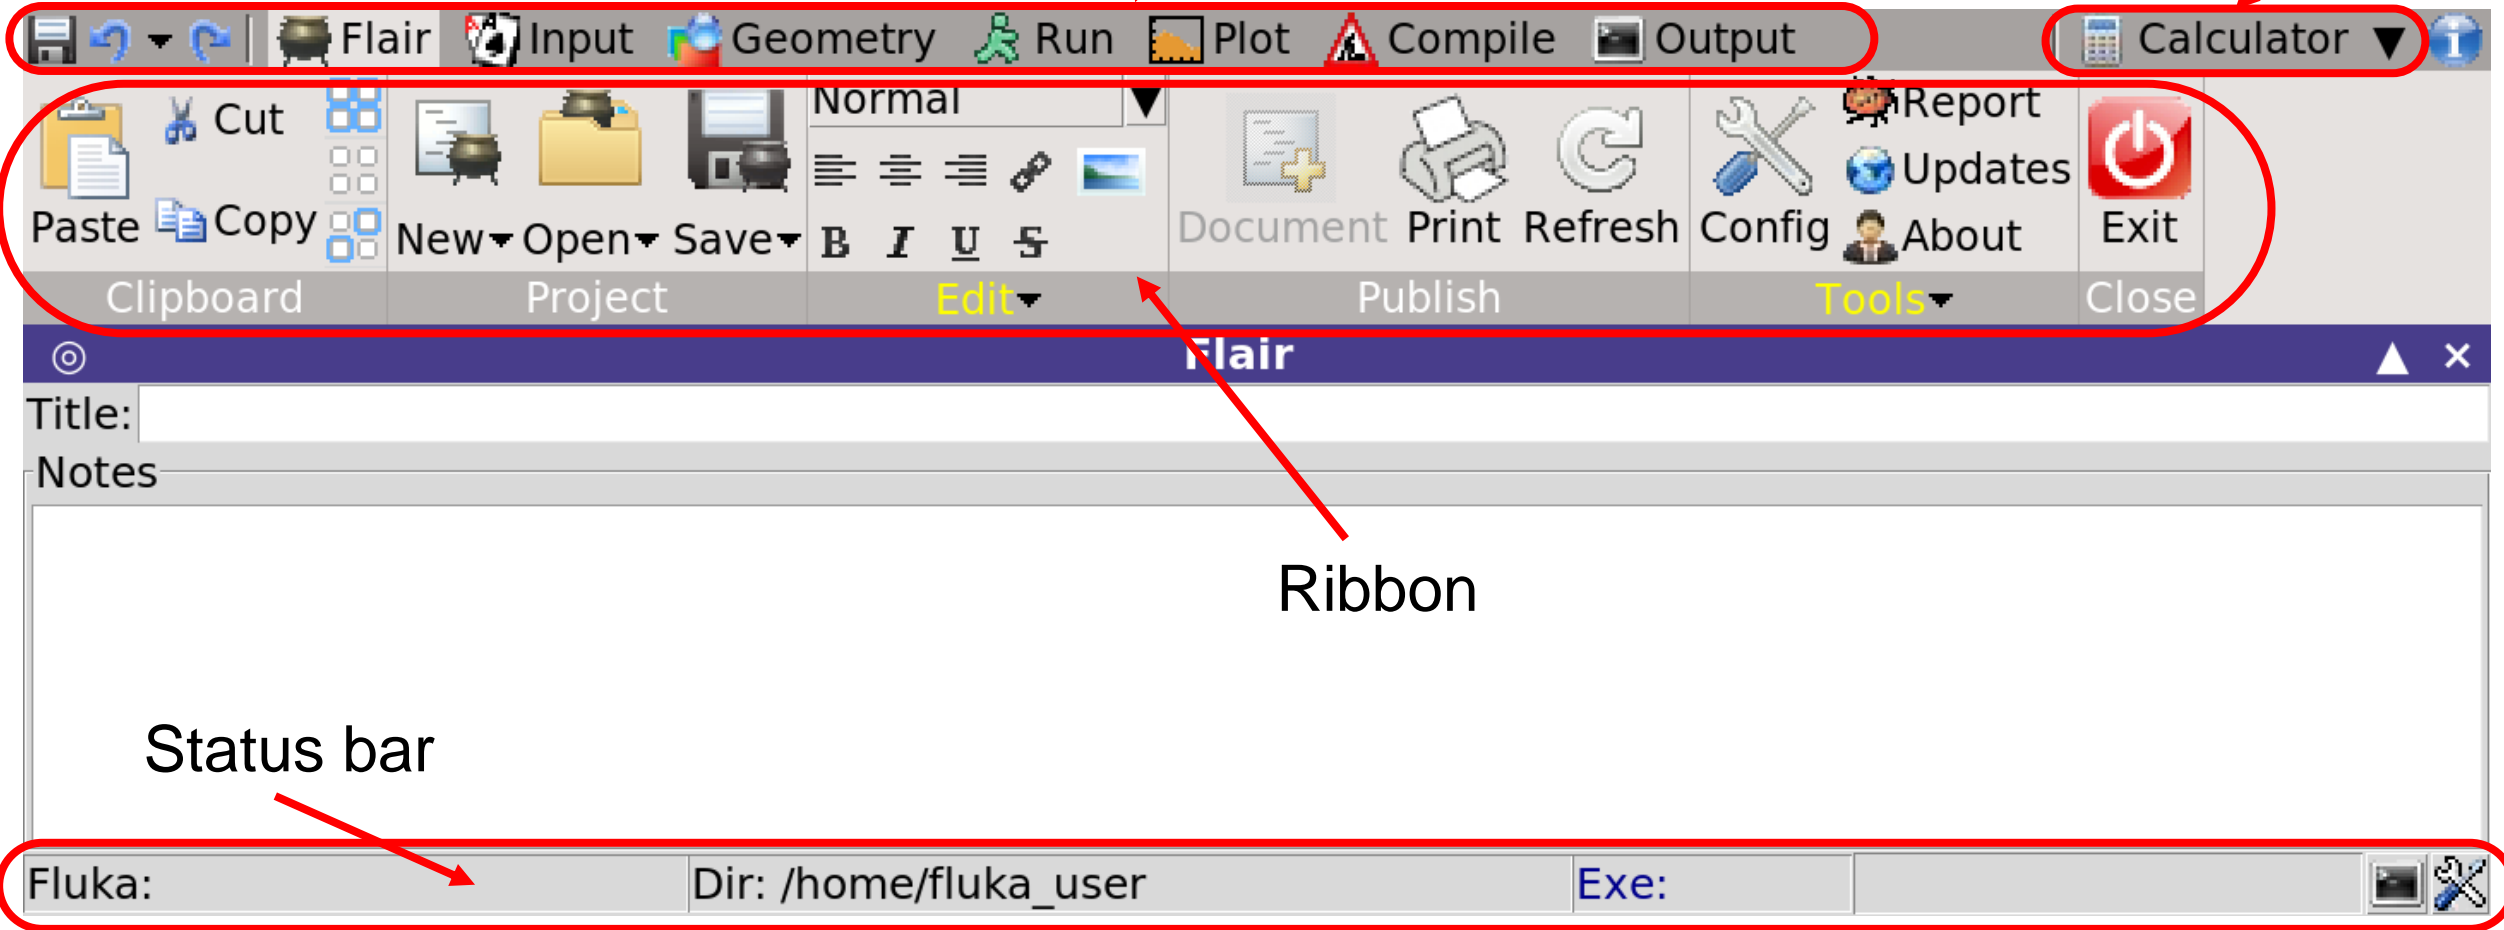 Flair Input Geometry Run Plot Compile Output Calculator
Normal
Cut
Report
Updates
Paste Copy
New Open Save
B I U S
Document Print Refresh Config About Exit
Clipboard Project Edit Publish Tools Close
Flair
Title:
Notes
Ribbon
Status bar
Fluka: Dir: /home/fluka_user Exe: